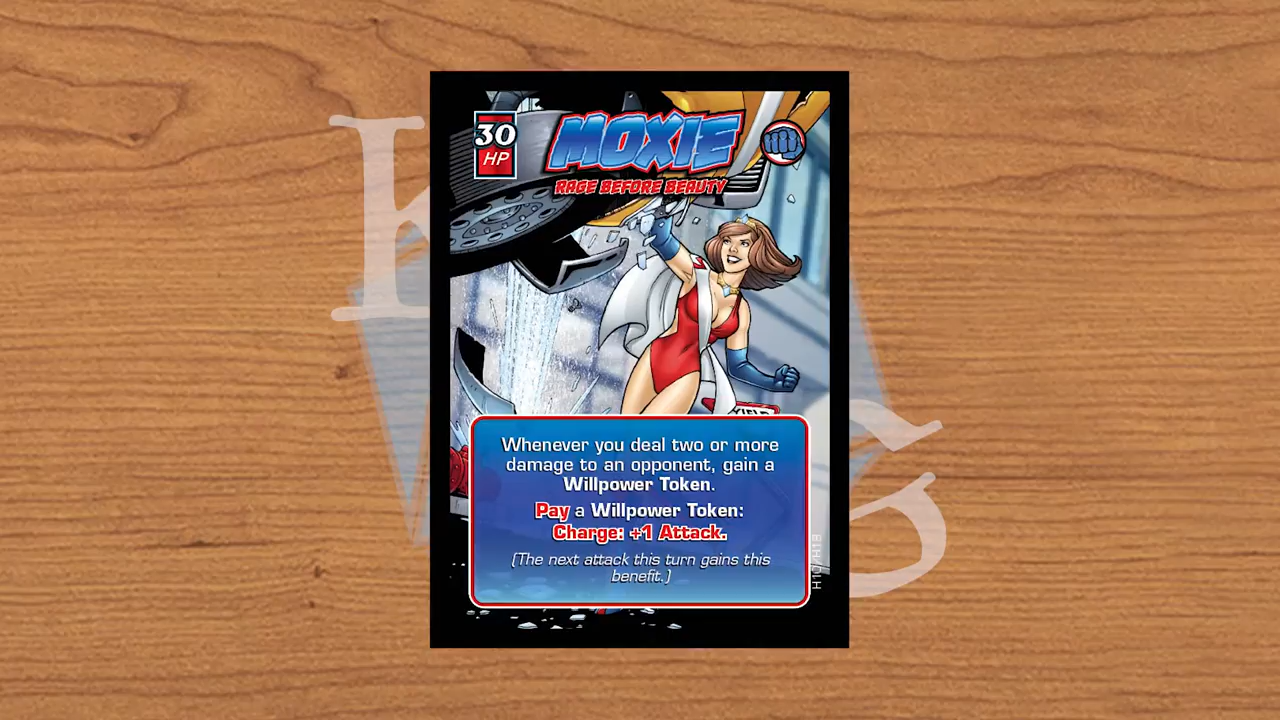 30
HP
MOXIE
RAGE BEFORE BEAUTY
YIELD
Whenever you deal two or more
damage to an opponent, gain a
Willpower Token.
Pay a Willpower Token:
Charge: +1 Attack.
(The next attack this turn gains this
benefit.)